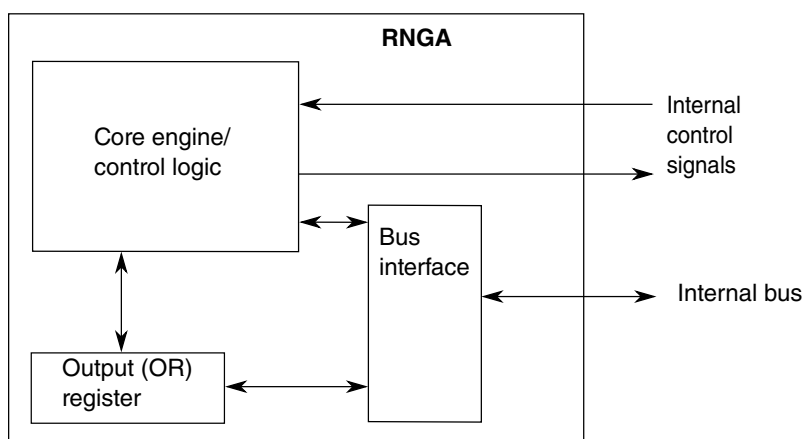 RNGA
Core engine/
control logic
Internal
control
signals
Bus
interface
Internal bus
Output (OR)
register